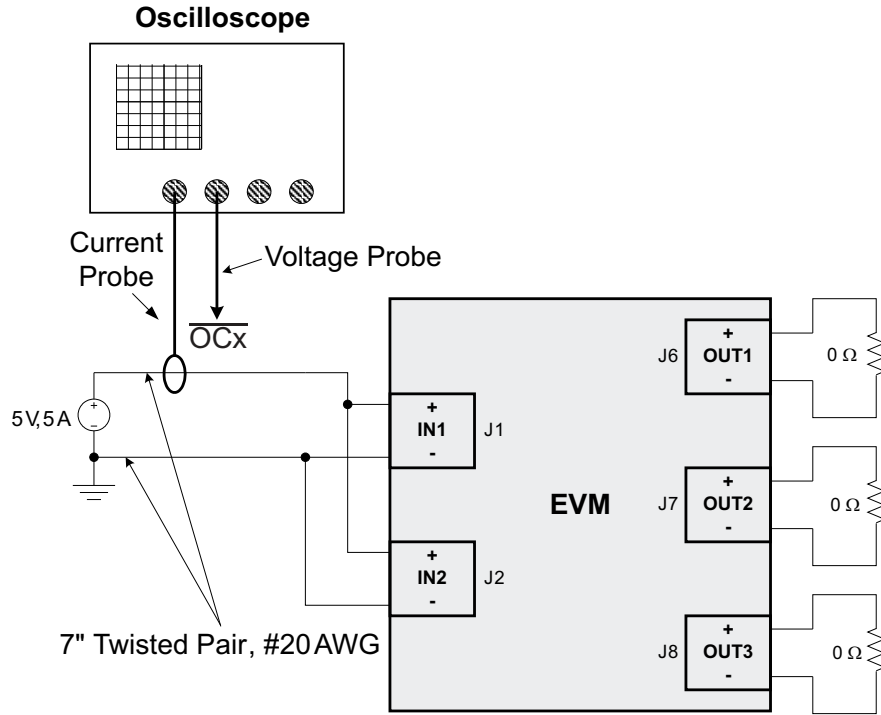 Oscilloscope
Current
Probe
Voltage Probe
OCx
5V,5A
+
-
+
IN1
-
J1
+
IN2
-
J2
7" Twisted Pair, #20 AWG
EVM
J6
+
OUT1
-
0 Ω
J7
+
OUT2
-
0 Ω
J8
+
OUT3
-
0 Ω